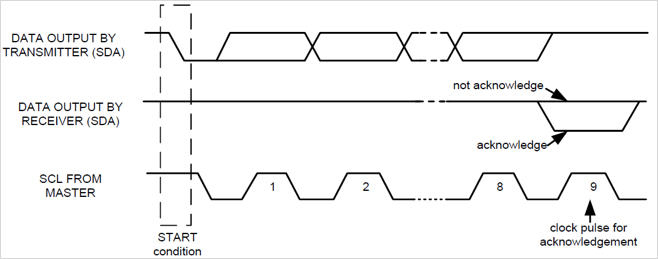 DATA OUTPUT BY
TRANSMITTER (SDA)
not acknowledge
DATA OUTPUT BY
RECEIVER (SDA)
acknowledge
SCL FROM
MASTER
1
2
8
9
START
condition
clock pulse for
acknowledgement